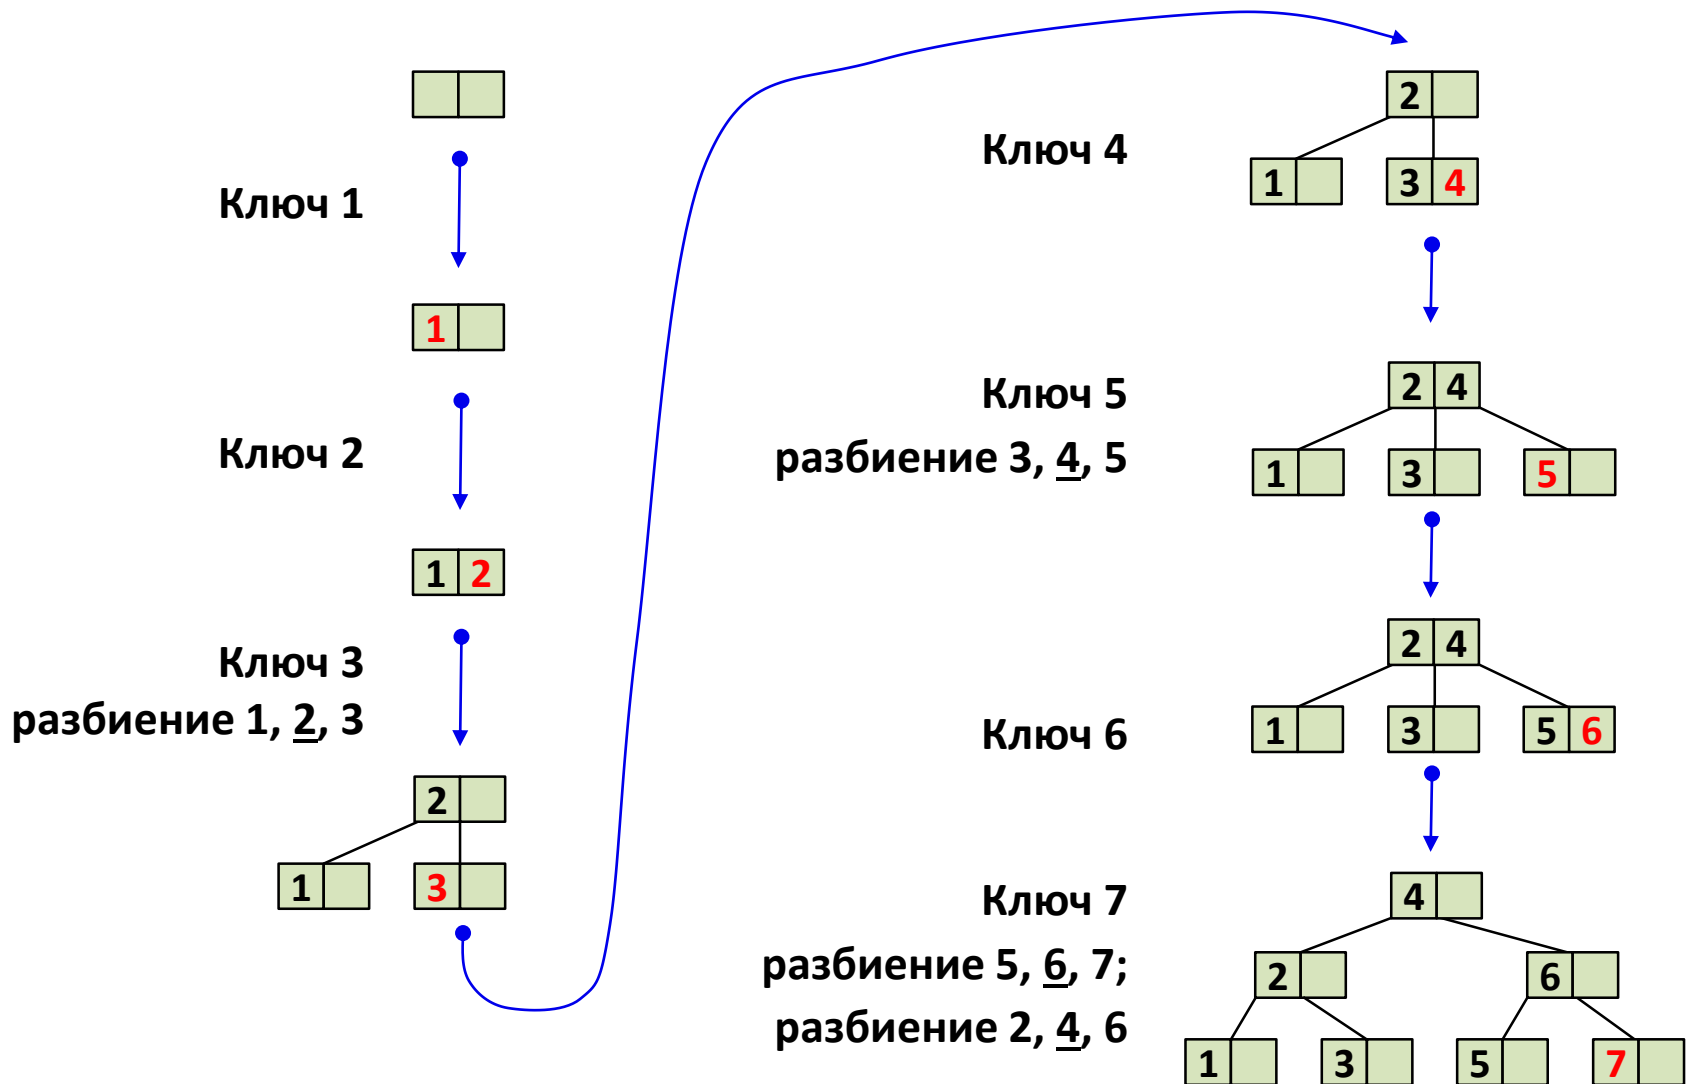 Ключ 1
1
Ключ 2
1 2
Ключ 3
разбиение 1, 2, 3
2
1 3
Ключ 4
2
1 3 4
Ключ 5
разбиение 3, 4, 5
2 4
1 3 5
Ключ 6
2 4
1 3 5 6
Ключ 7
разбиение 5, 6, 7;
разбиение 2, 4, 6
4
2 6
1 3 5 7